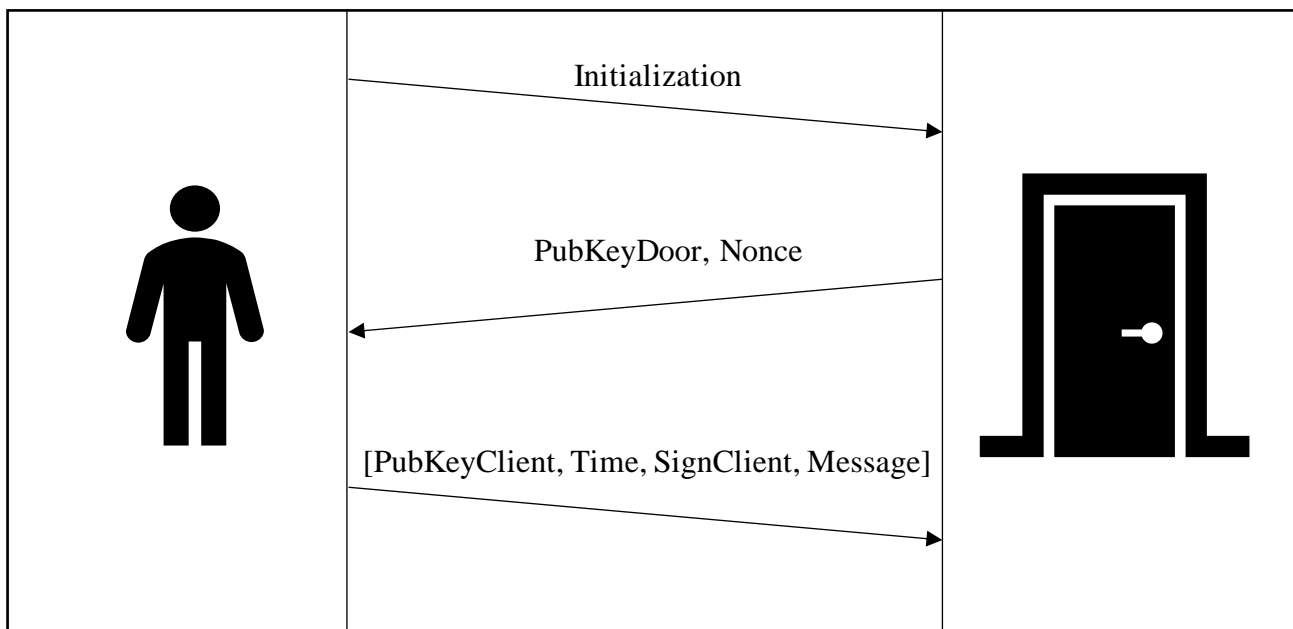 Initialization
PubKeyDoor, Nonce
[PubKeyClient, Time, SignClient, Message]